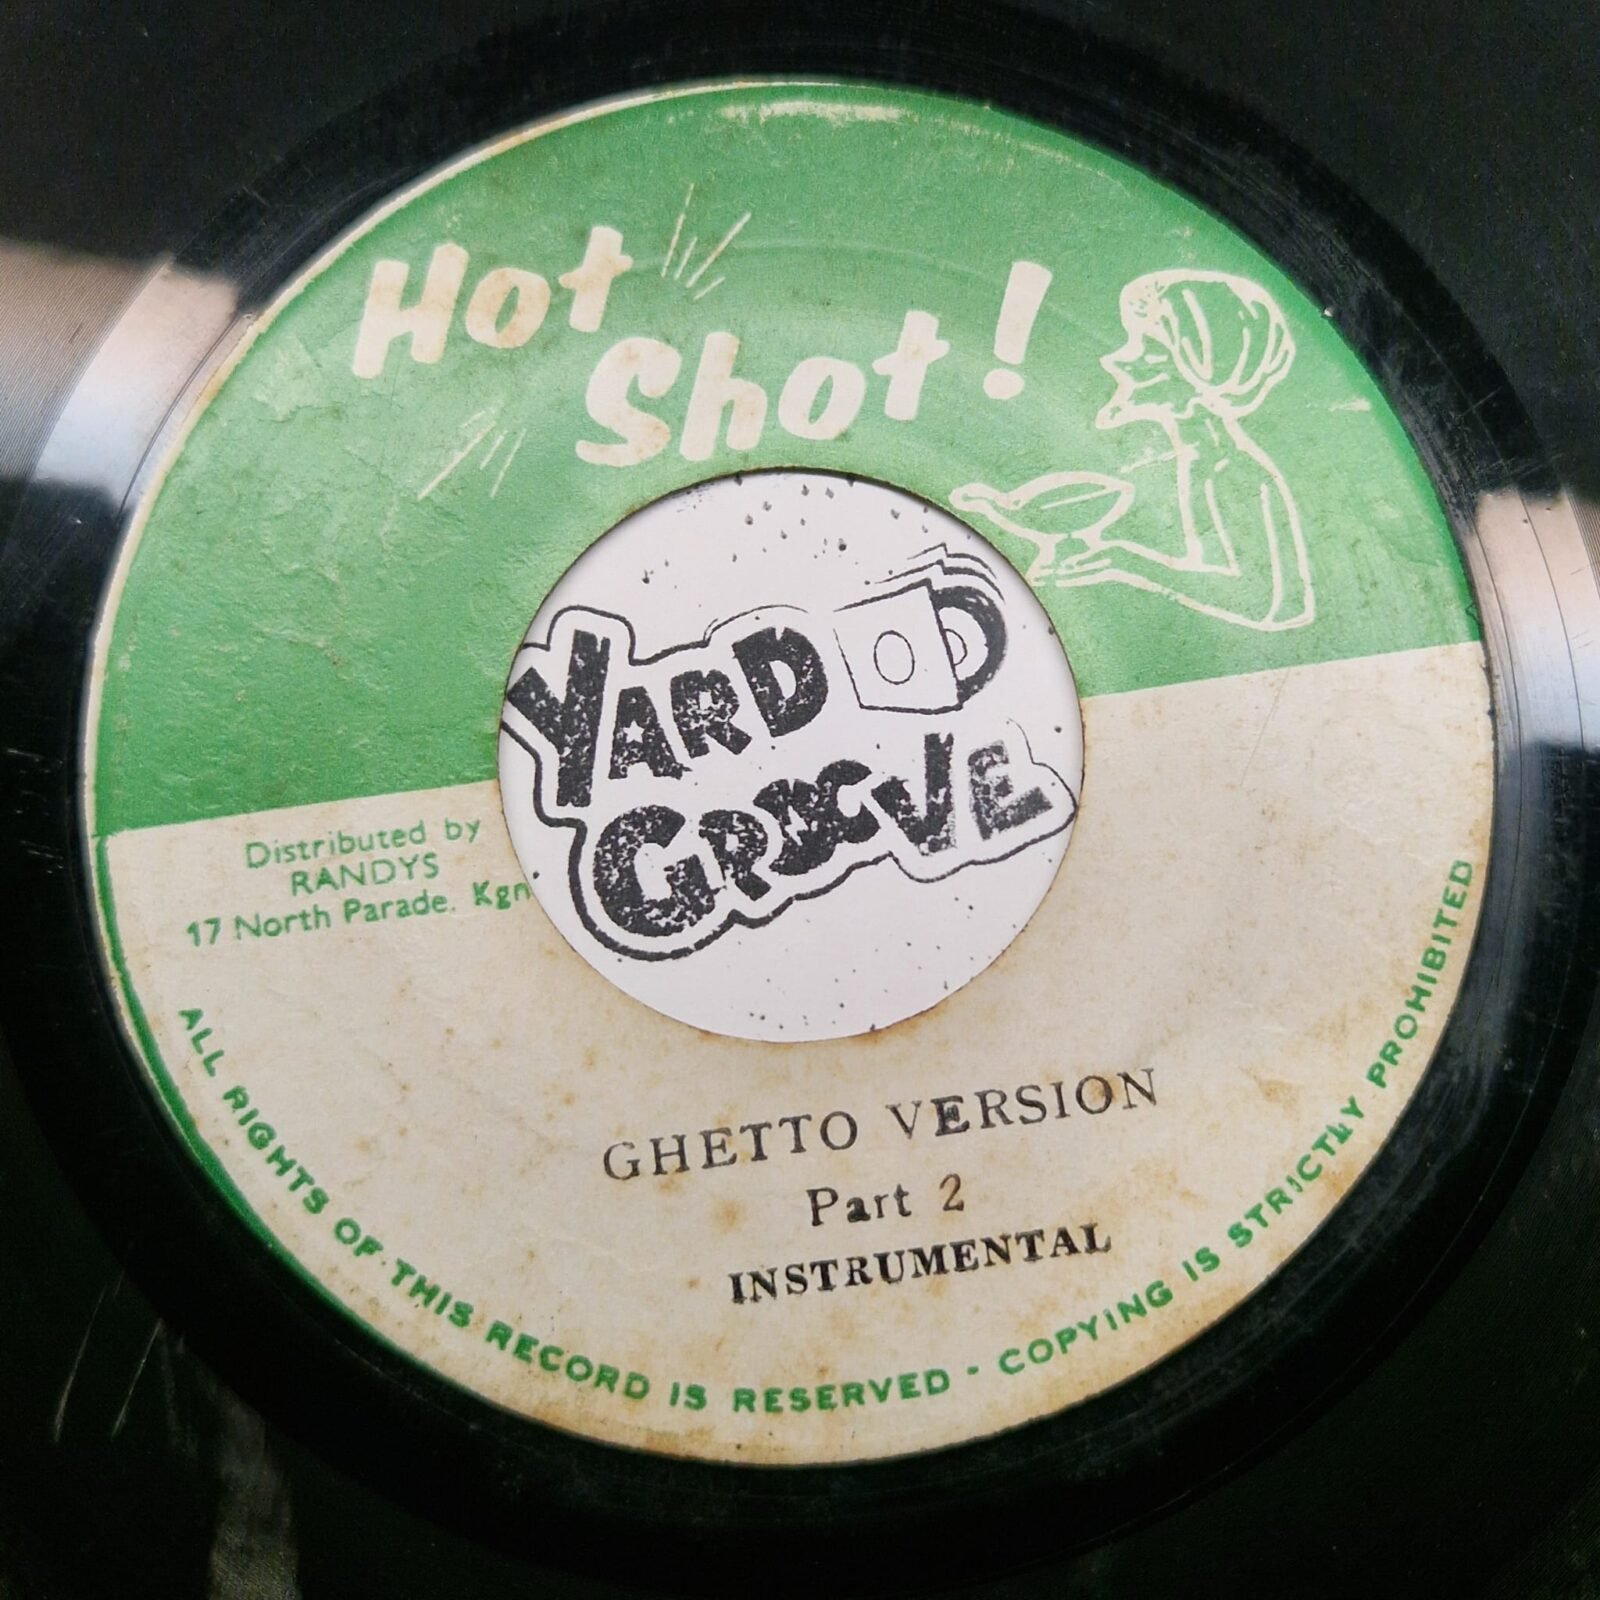 Hot
Shot!
YARD
GROOVE
Distributed by
RANDYS
17 North Parade, Kgn
GHETTO VERSION
Part 2
INSTRUMENTAL
ALL RIGHTS OF THIS RECORD IS RESERVED - COPYING IS STRICTLY PROHIBITED